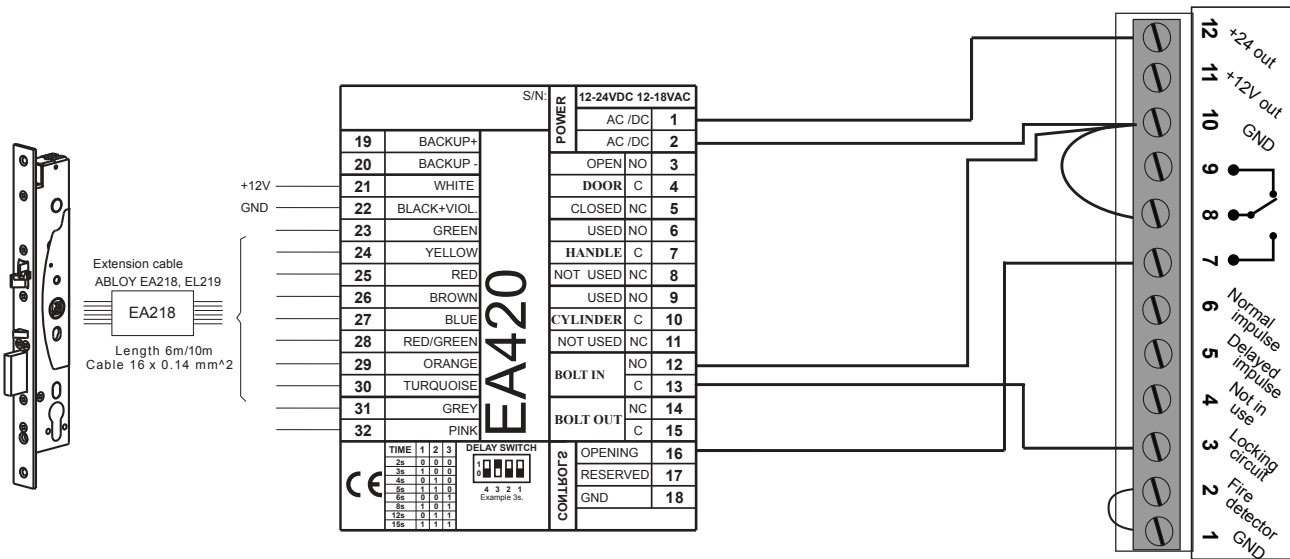 Extension cable
ABLOY EA218, EL219
EA218
Length 6m/10m
Cable 16 x 0.14 mm^2
+12V
GND
S/N:
POWER
12-24VDC 12-18VAC
AC /DC 1
AC /DC 2
19 BACKUP+
20 BACKUP -
21 WHITE
22 BLACK+VIOL.
23 GREEN
24 YELLOW
25 RED
26 BROWN
27 BLUE
28 RED/GREEN
29 ORANGE
30 TURQUOISE
31 GREY
32 PINK
EA420
OPEN NO 3
DOOR C 4
CLOSED NC 5
USED NO 6
HANDLE C 7
NOT USED NC 8
USED NO 9
CYLINDER C 10
NOT USED NC 11
BOLT IN
NO 12
C 13
BOLT OUT
NC 14
C 15
CONTROLS
OPENING 16
RESERVED 17
GND 18
CE
TIME 1 2 3
2s 0 0 0
3s 1 0 0
4s 0 1 0
5s 1 1 0
6s 0 0 1
8s 1 0 1
12s 0 1 1
15s 1 1 1
DELAY SWITCH
1
0
4 3 2 1
Example 3s.
12 +24 out
11 +12V out
10 GND
9
8
7
6 Normal
impulse
5 Delayed
impulse
4 Not in
use
3 Locking
circuit
2 Fire
detector
1 GND